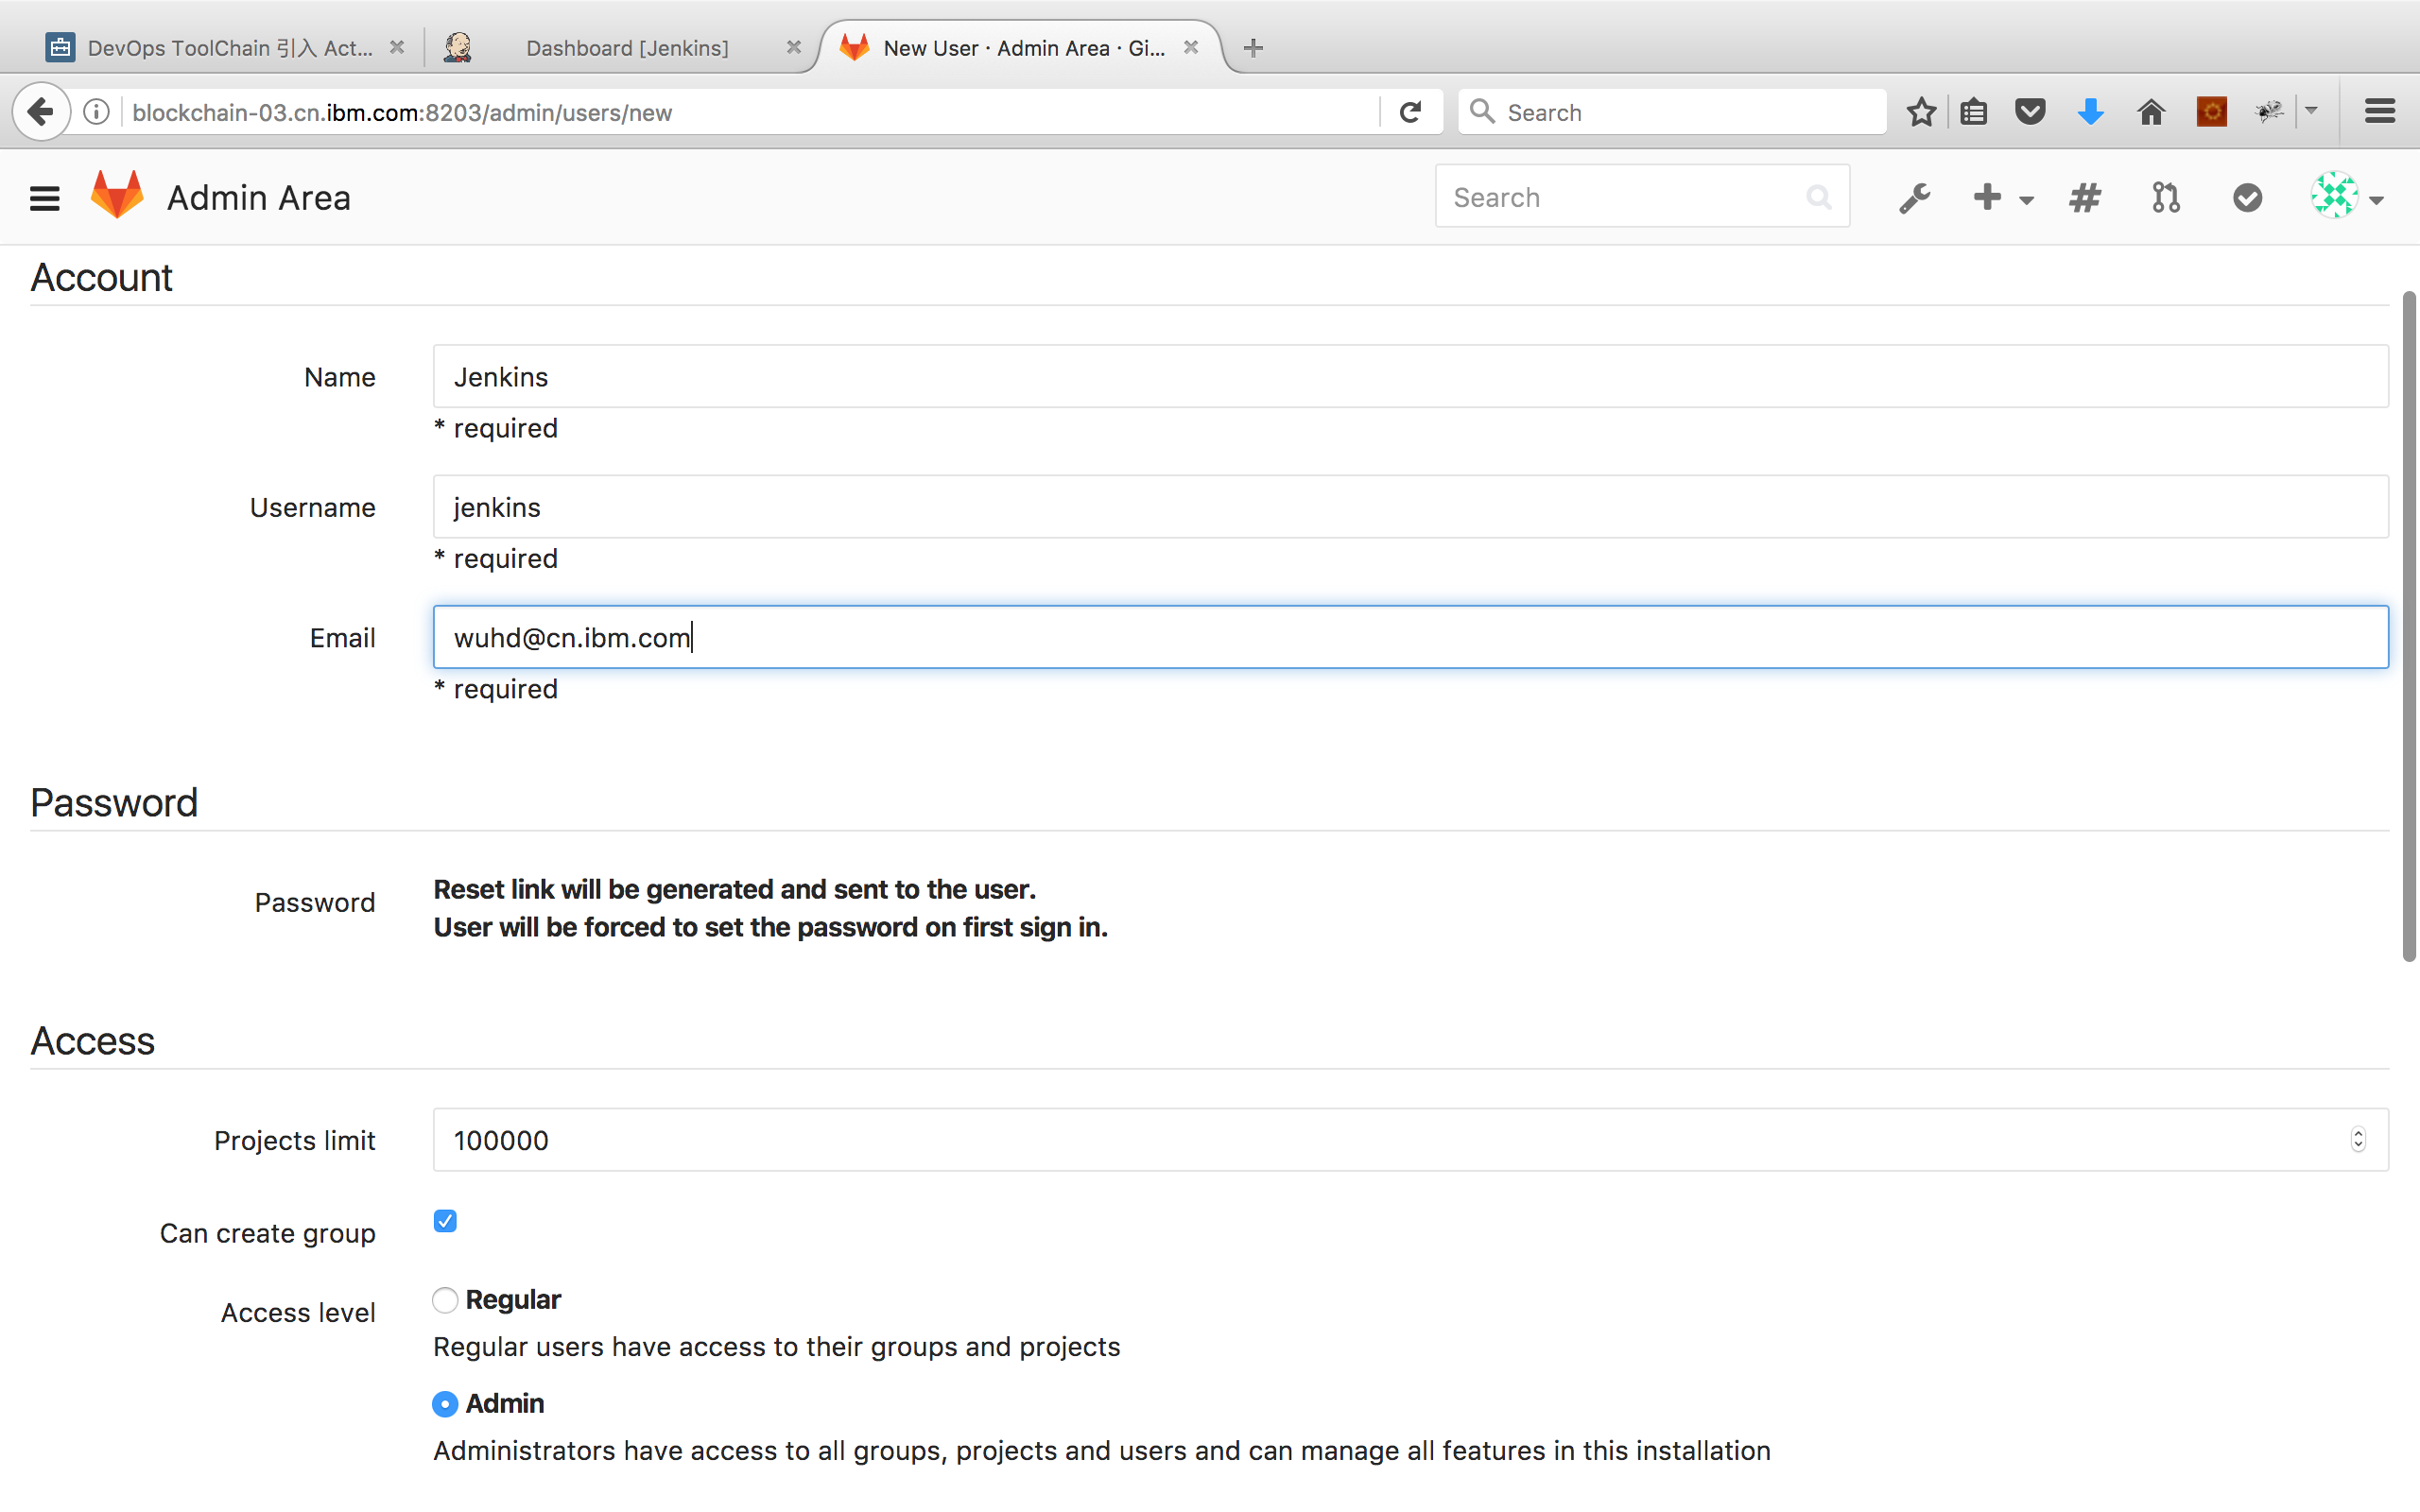 DevOps ToolChain 引入 Act...
Dashboard [Jenkins]
New User · Admin Area · Gi...
blockchain-03.cn.ibm.com:8203/admin/users/new
Search
Admin Area
Search
Account
Name
Jenkins
* required
Username
jenkins
* required
Email
wuhd@cn.ibm.com
* required
Password
Password
Reset link will be generated and sent to the user.
User will be forced to set the password on first sign in.
Access
Projects limit
100000
Can create group
Access level
Regular
Regular users have access to their groups and projects
Admin
Administrators have access to all groups, projects and users and can manage all features in this installation